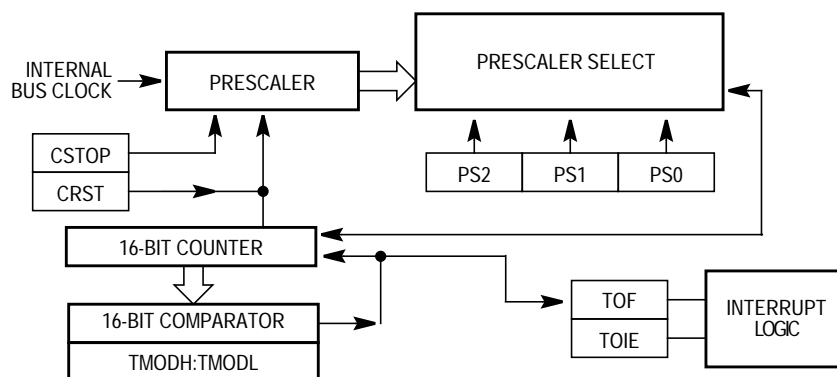 INTERNAL
BUS CLOCK
PRESCALER
PRESCALER SELECT
CSTOP
CRST
PS2
PS1
PS0
16-BIT COUNTER
16-BIT COMPARATOR
TMODH:TMODL
TOF
TOIE
INTERRUPT
LOGIC